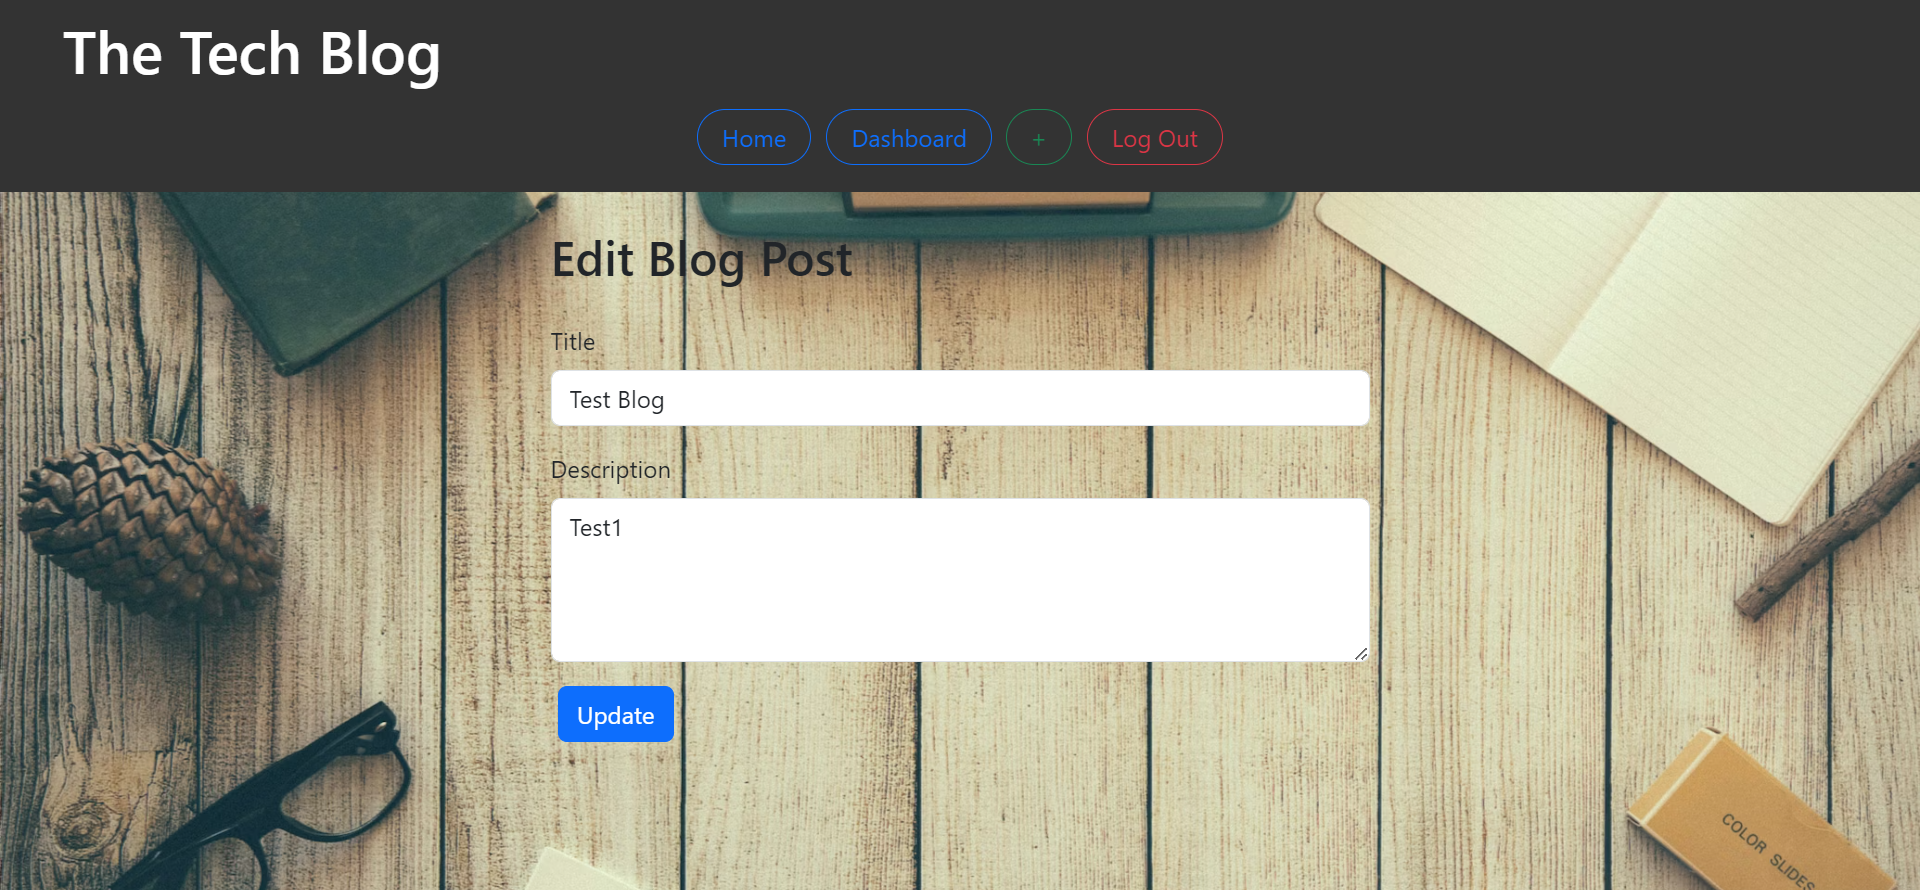 The Tech Blog
Home Dashboard + Log Out
Edit Blog Post
Title
Test Blog
Description
Test1
Update
COLOR SLIDES